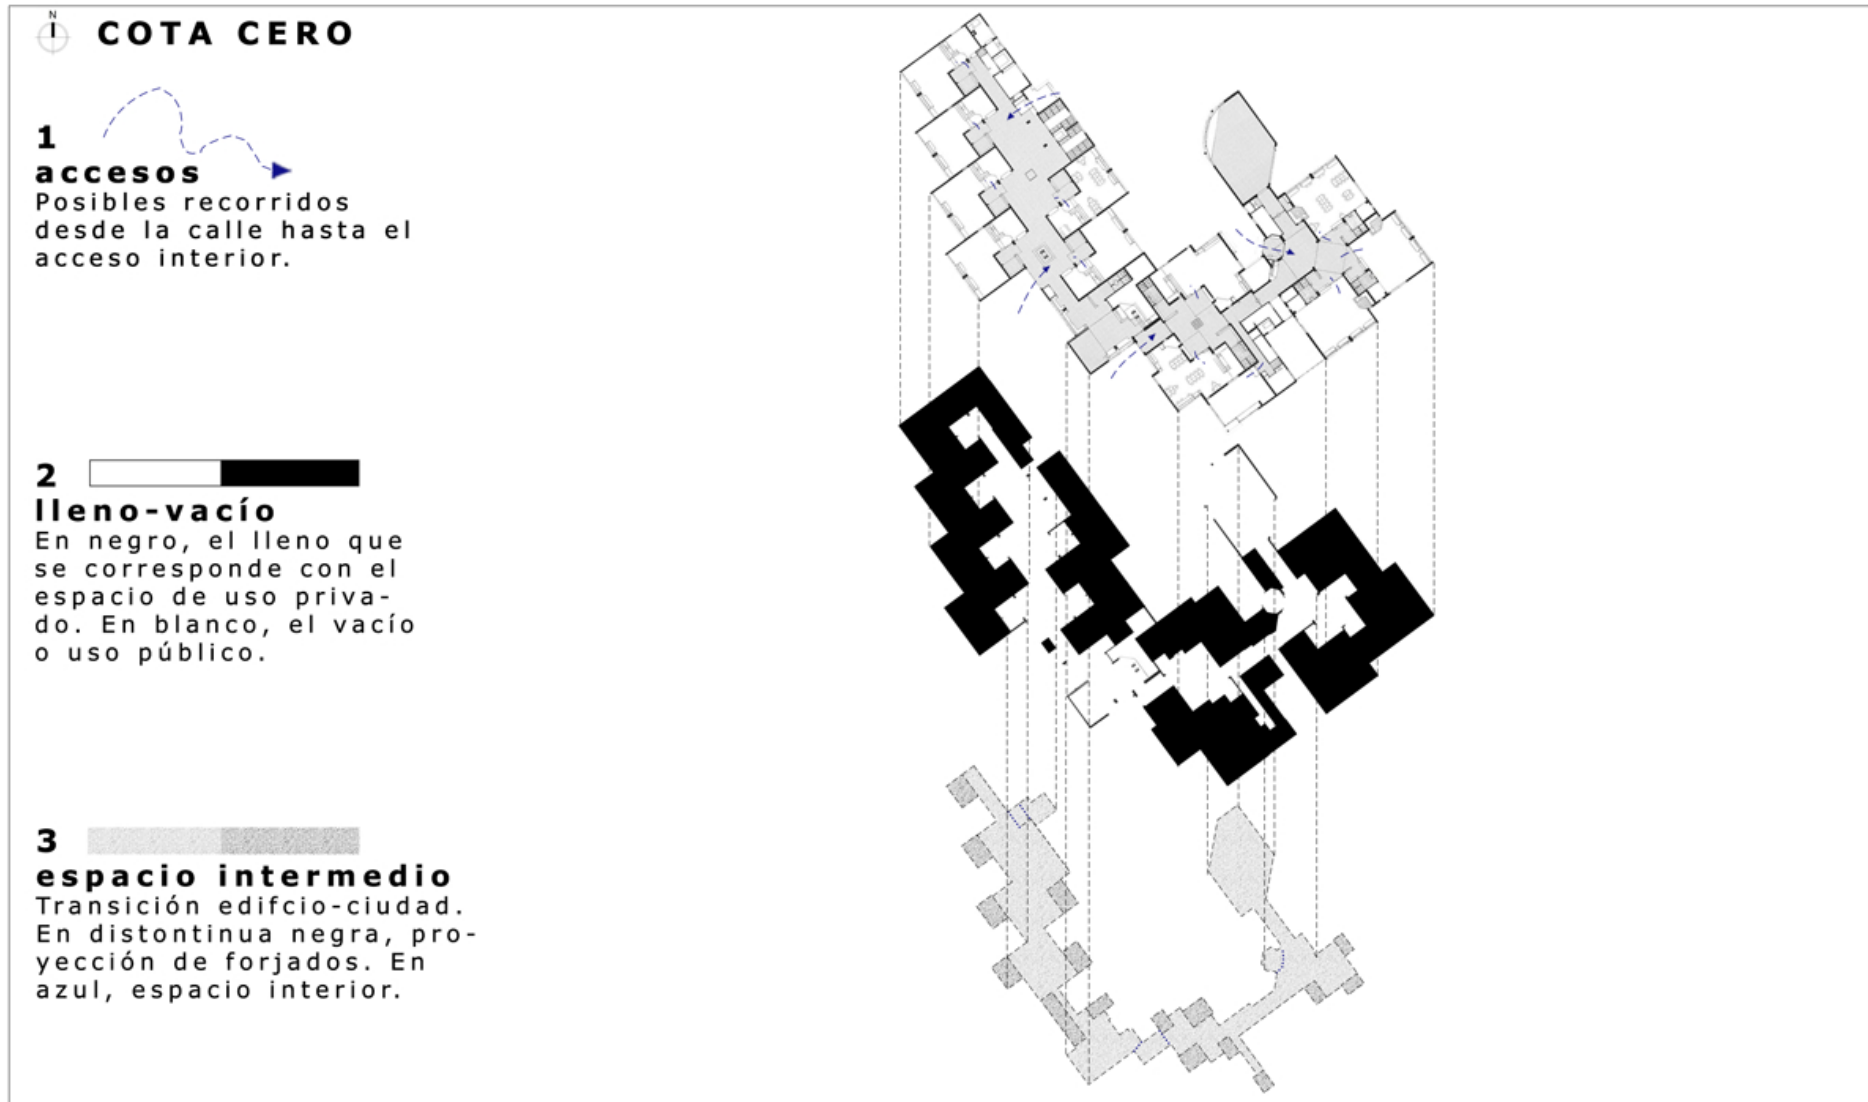 N
COTA CERO
1
accesos
Posibles recorridos
desde la calle hasta el
acceso interior.
2
lleno-vacío
En negro, el lleno que
se corresponde con el
espacio de uso priva-
do. En blanco, el vacío
o uso público.
3
espacio intermedio
Transición edifcio-ciudad.
En distontinua negra, pro-
yección de forjados. En
azul, espacio interior.